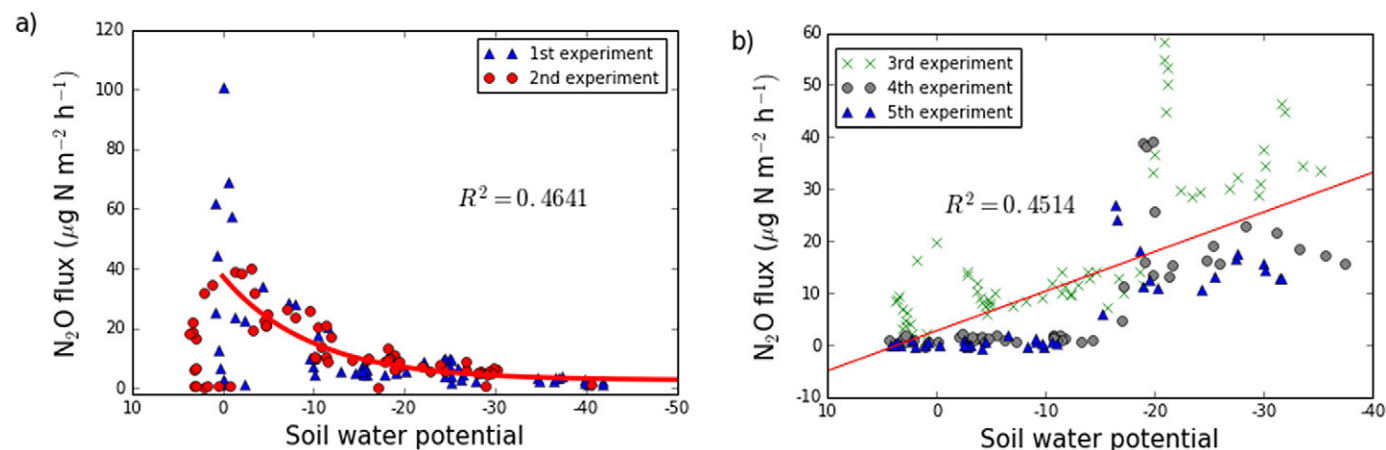 a)
N₂O flux (μg N m⁻² h⁻¹)
120
100
80
60
40
20
0
10 0 -10 -20 -30 -40 -50
Soil water potential
1st experiment
2nd experiment
R² = 0.4641
b)
N₂O flux (μg N m⁻² h⁻¹)
60
50
40
30
20
10
0
-10
10 0 -10 -20 -30 -40
Soil water potential
3rd experiment
4th experiment
5th experiment
R² = 0.4514